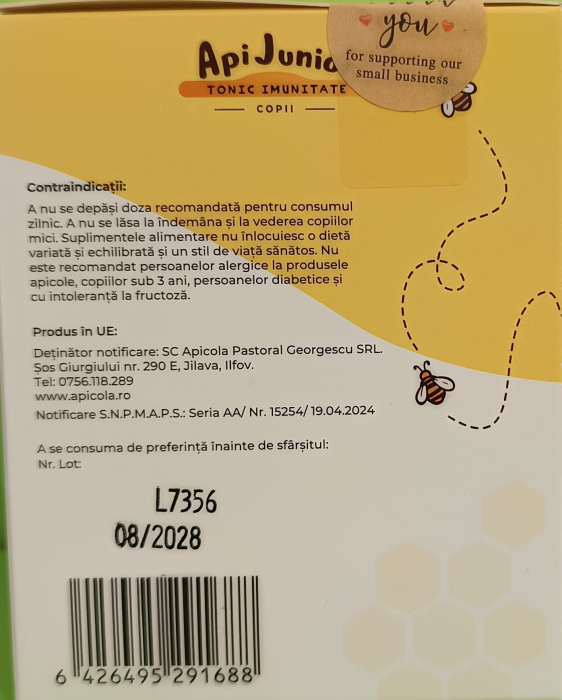 you
for supporting our
small business
Api Junio
TONIC IMUNITATE
COPII
Contraindicații:
A nu se depăși doza recomandată pentru consumul
zilnic. A nu se lăsa la îndemâna și la vederea copiilor
mici. Suplimentele alimentare nu înlocuiesc o dietă
variată și echilibrată și un stil de viață sănătos. Nu
este recomandat persoanelor alergice la produsele
apicole, copiilor sub 3 ani, persoanelor diabetice și
cu intoleranță la fructoză.
Produs în UE:
Deținător notificare: SC Apicola Pastoral Georgescu SRL.
Șos Giurgiului nr. 290 E, Jilava, Ilfov.
Tel: 0756.118.289
www.apicola.ro
Notificare S.N.P.M.A.P.S.: Seria AA/ Nr. 15254/ 19.04.2024
A se consuma de preferință înainte de sfârșitul:
Nr. Lot:
L7356
08/2028
6 426495 291688